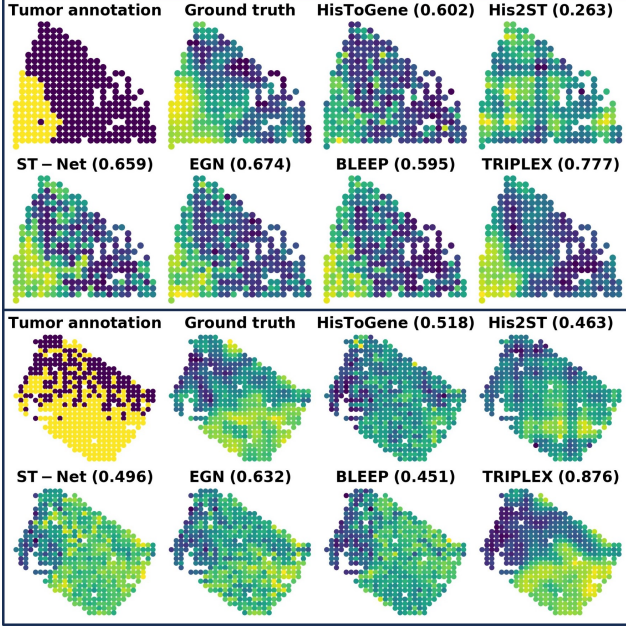 Tumor annotation Ground truth HisToGene (0.602) His2ST (0.263)
ST – Net (0.659) EGN (0.674) BLEEP (0.595) TRIPLEX (0.777)
Tumor annotation Ground truth HisToGene (0.518) His2ST (0.463)
ST – Net (0.496) EGN (0.632) BLEEP (0.451) TRIPLEX (0.876)